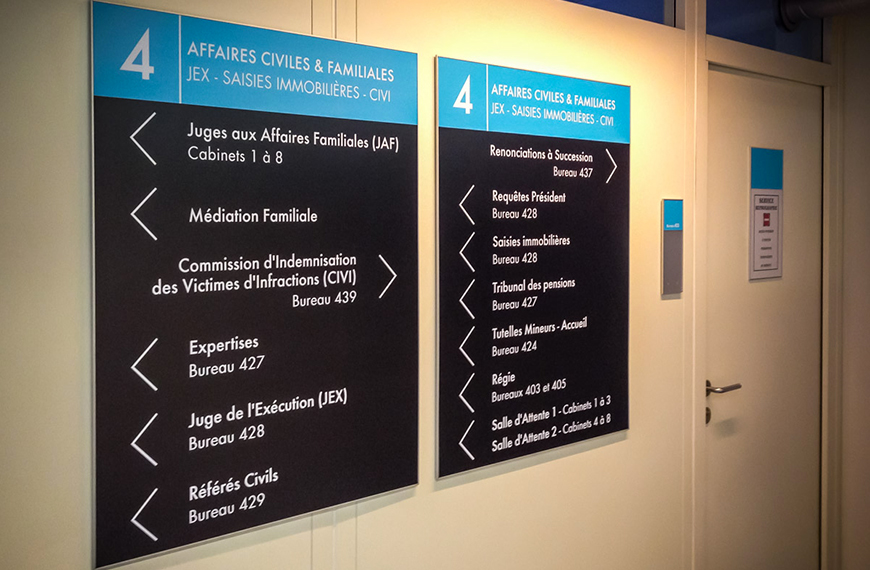 4
AFFAIRES CIVILES & FAMILIALES
JEX - SAISIES IMMOBILIÈRES - CIVI
Juges aux Affaires Familiales (JAF)
Cabinets 1 à 8
Médiation Familiale
Commission d'Indemnisation
des Victimes d'Infractions (CIVI)
Bureau 439
Expertises
Bureau 427
Juge de l'Exécution (JEX)
Bureau 428
Référés Civils
Bureau 429
4
AFFAIRES CIVILES & FAMILIALES
JEX - SAISIES IMMOBILIÈRES - CIVI
Renonciations à Succession
Bureau 437
Requêtes Président
Bureau 428
Saisies immobilières
Bureau 428
Tribunal des pensions
Bureau 427
Tutelles Mineurs - Accueil
Bureau 424
Régie
Bureaux 403 et 405
Salle d'Attente 1 - Cabinets 1 à 3
Salle d'Attente 2 - Cabinets 4 à 8